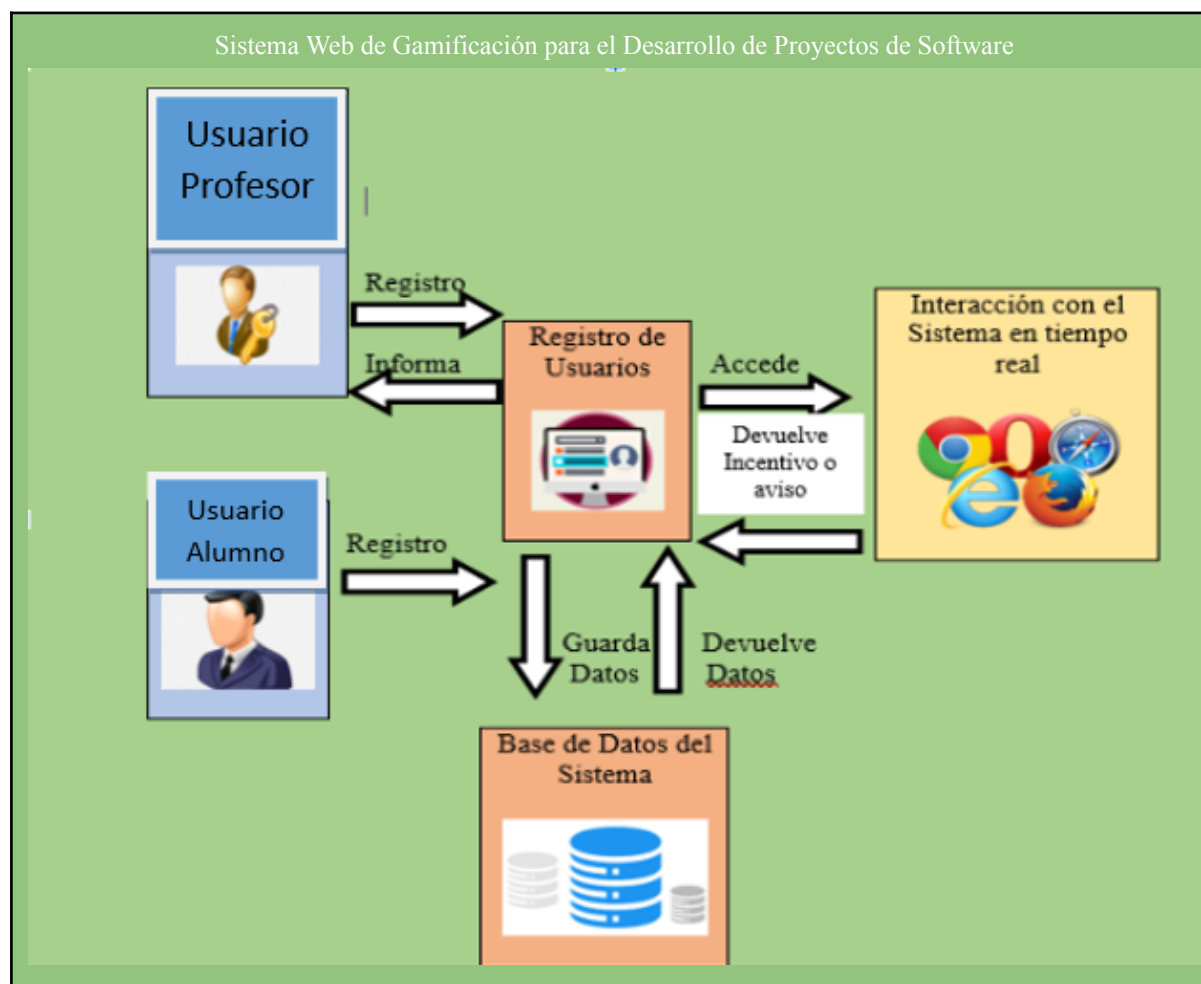 Sistema Web de Gamificación para el Desarrollo de Proyectos de Software
Usuario
Profesor
Registro
Informa
Registro de
Usuarios
Accede
Devuelve
Incentivo o
aviso
Interacción con el
Sistema en tiempo
real
Usuario
Alumno
Registro
Guarda
Datos
Devuelve
Datos
Base de Datos del
Sistema